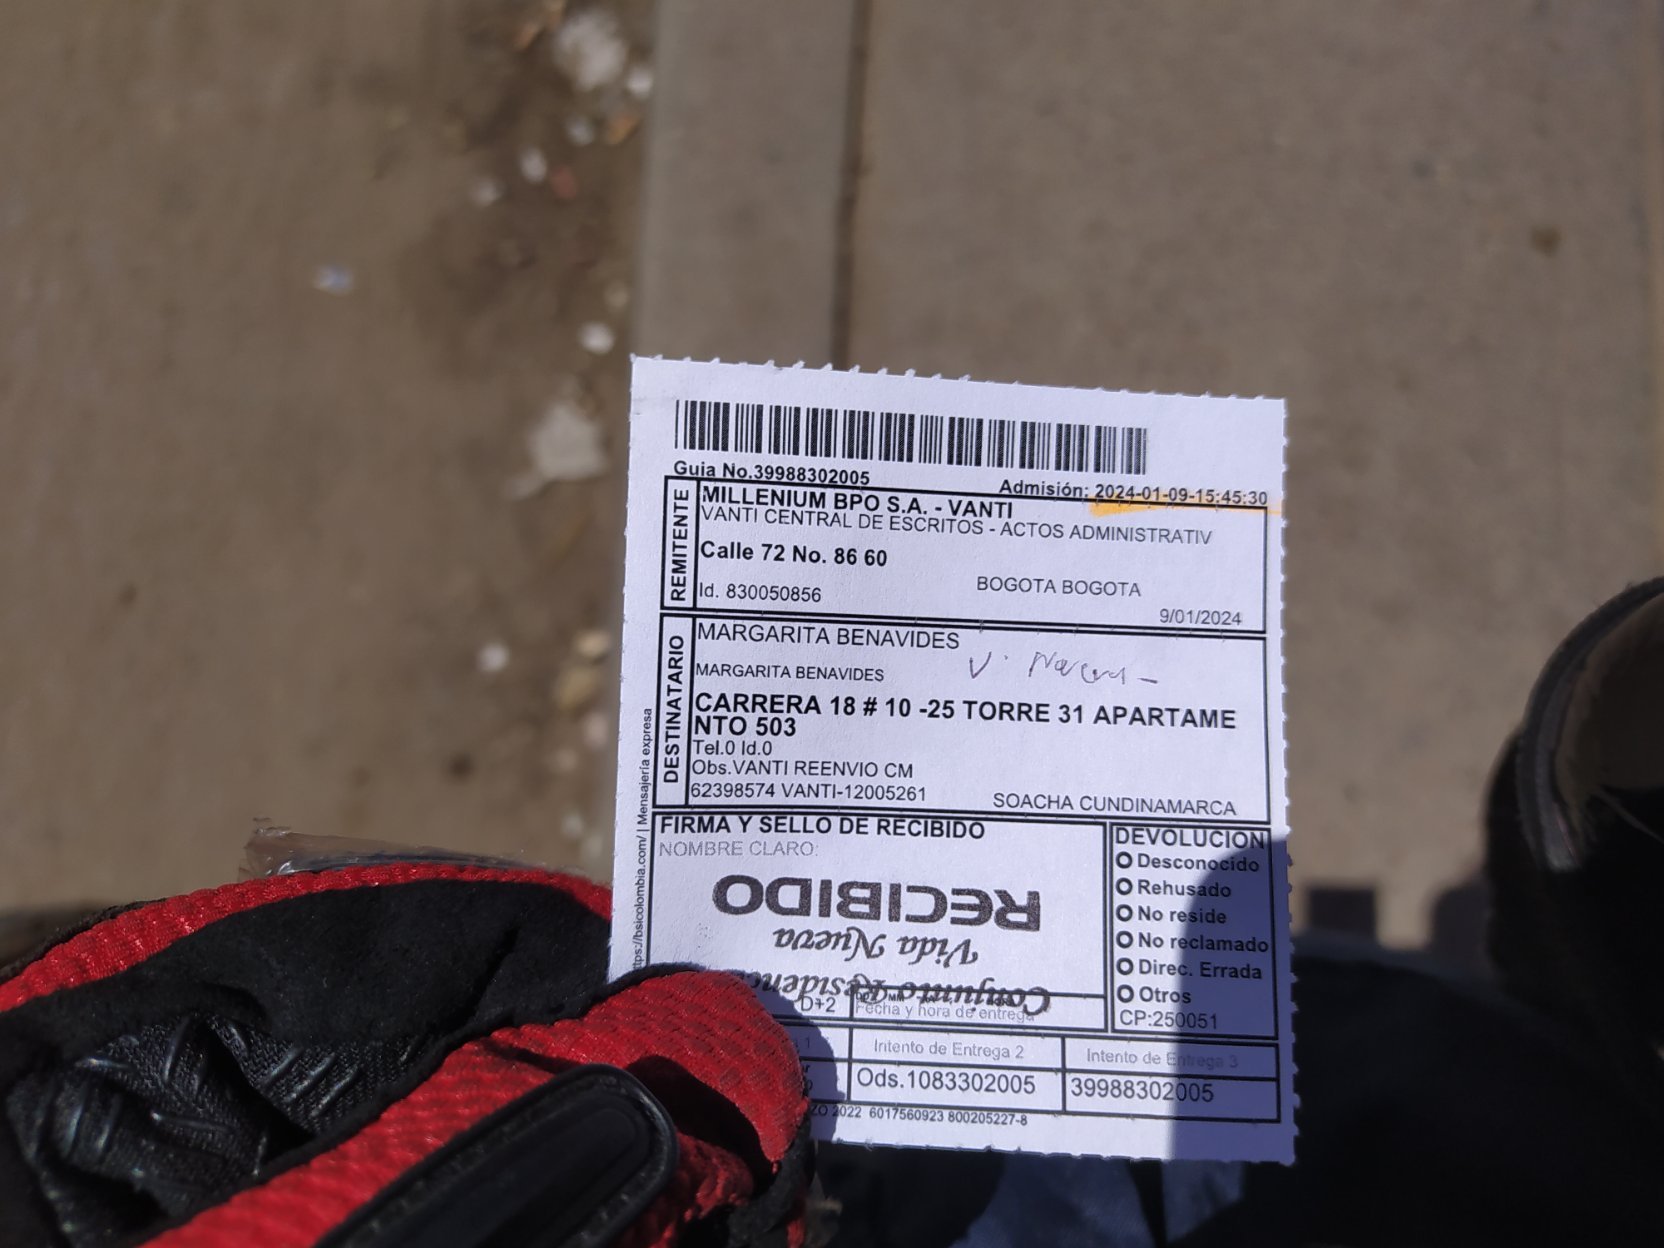 Guia No.39988302005
Admisión: 2024-01-09-15:45:30
REMITENTE
MILLENIUM BPO S.A. - VANTI
VANTI CENTRAL DE ESCRITOS - ACTOS ADMINISTRATIV
Calle 72 No. 86 60
BOGOTA BOGOTA
Id. 830050856
9/01/2024
DESTINATARIO
MARGARITA BENAVIDES
MARGARITA BENAVIDES
CARRERA 18 # 10 -25 TORRE 31 APARTAME
NTO 503
Tel.0 Id.0
Obs.VANTI REENVIO CM
62398574 VANTI-12005261
SOACHA CUNDINAMARCA
ttps://bsicolombia.com/ | Mensajería expresa
FIRMA Y SELLO DE RECIBIDO
NOMBRE CLARO:
Conjunto Residenc
Vida Nueva
RECIBIDO
D+2
Fecha y hora de entrega
DEVOLUCION
Desconocido
Rehusado
No reside
No reclamado
Direc. Errada
Otros
CP:250051
1
Intento de Entrega 2
Intento de Entrega 3
Ods.1083302005
39988302005
ZO 2022 6017560923 800205227-8